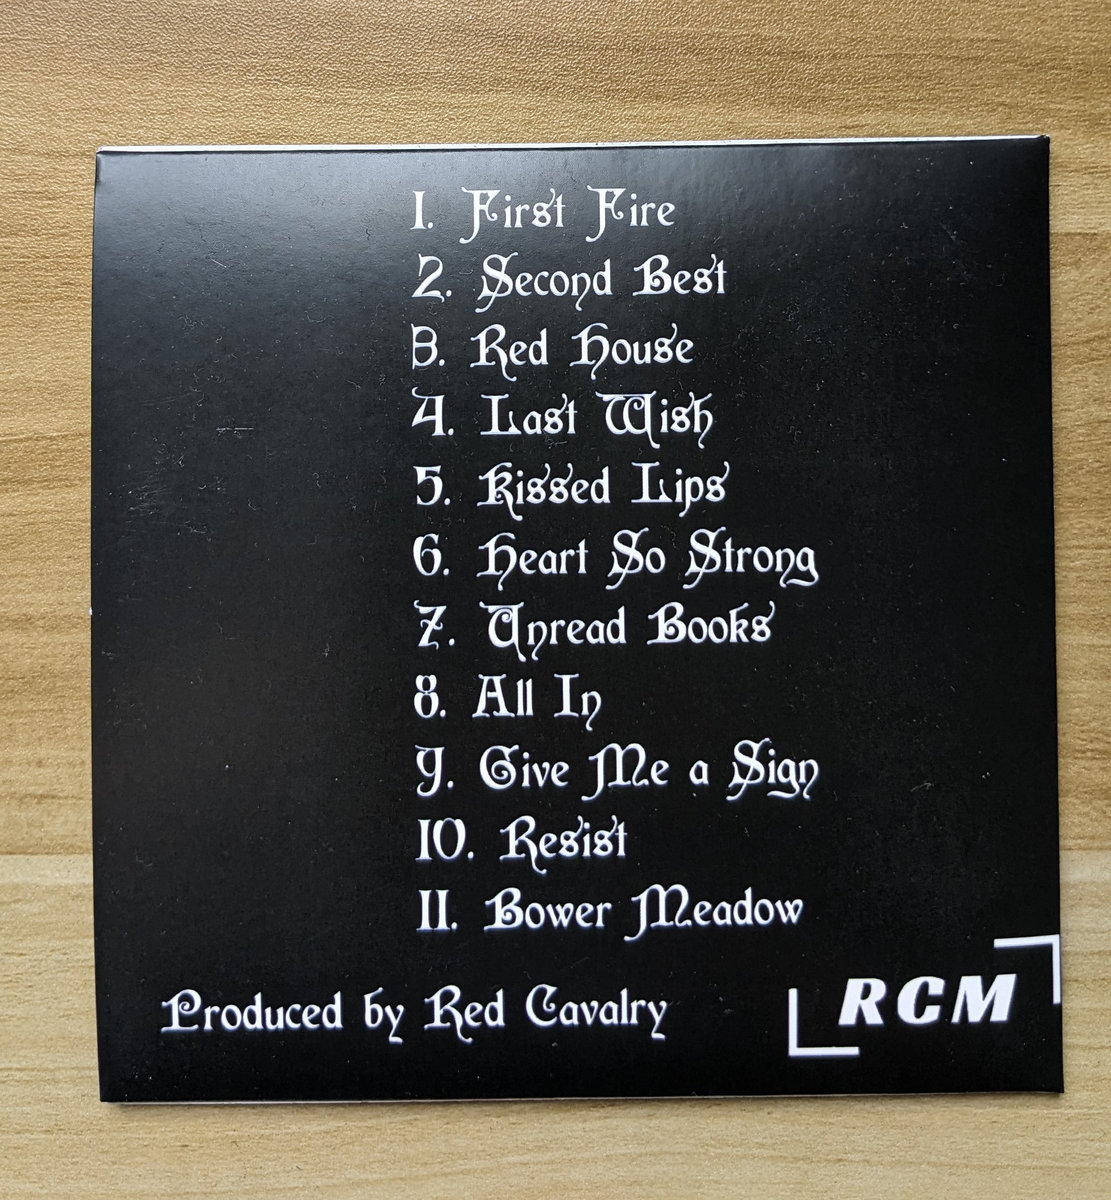 1. First Fire
2. Second Best
3. Red House
4. Last Wish
5. Kissed Lips
6. Heart So Strong
7. Unread Books
8. All In
9. Give Me a Sign
10. Resist
11. Bower Meadow
Produced by Red Cavalry
RCM